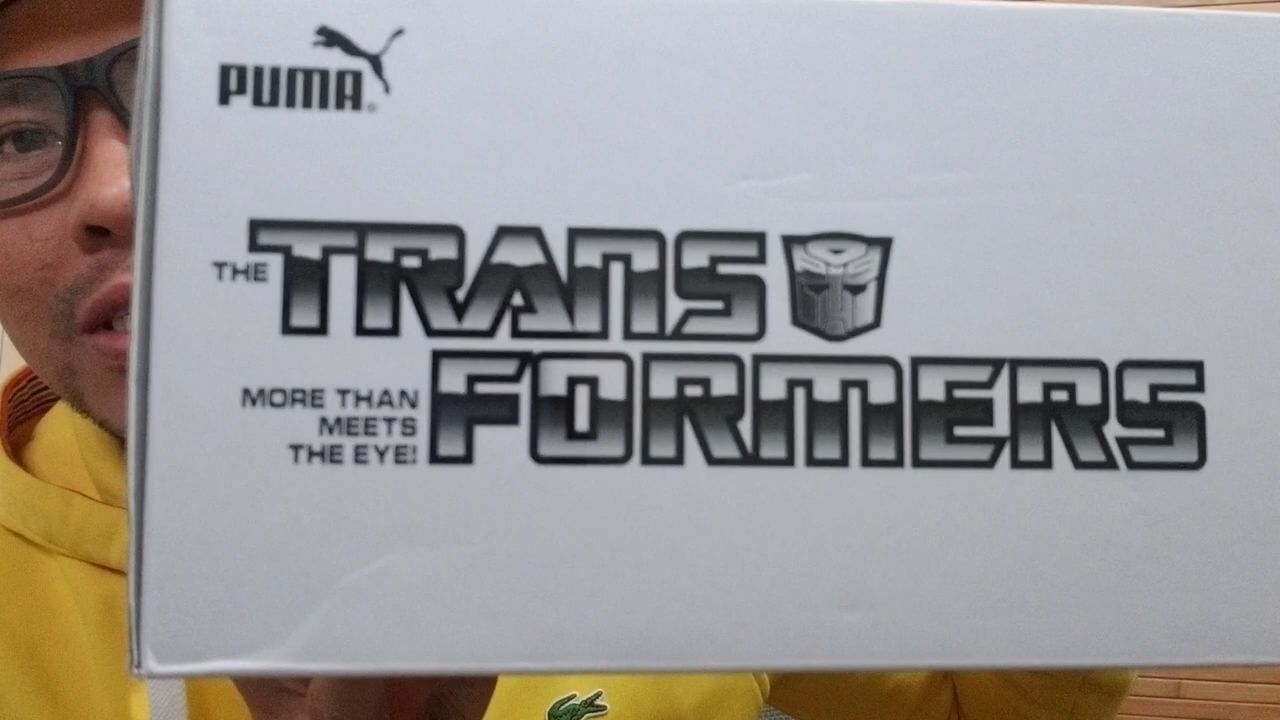 PUMA
THE TRANS
FORMERS
MORE THAN
MEETS
THE EYE!